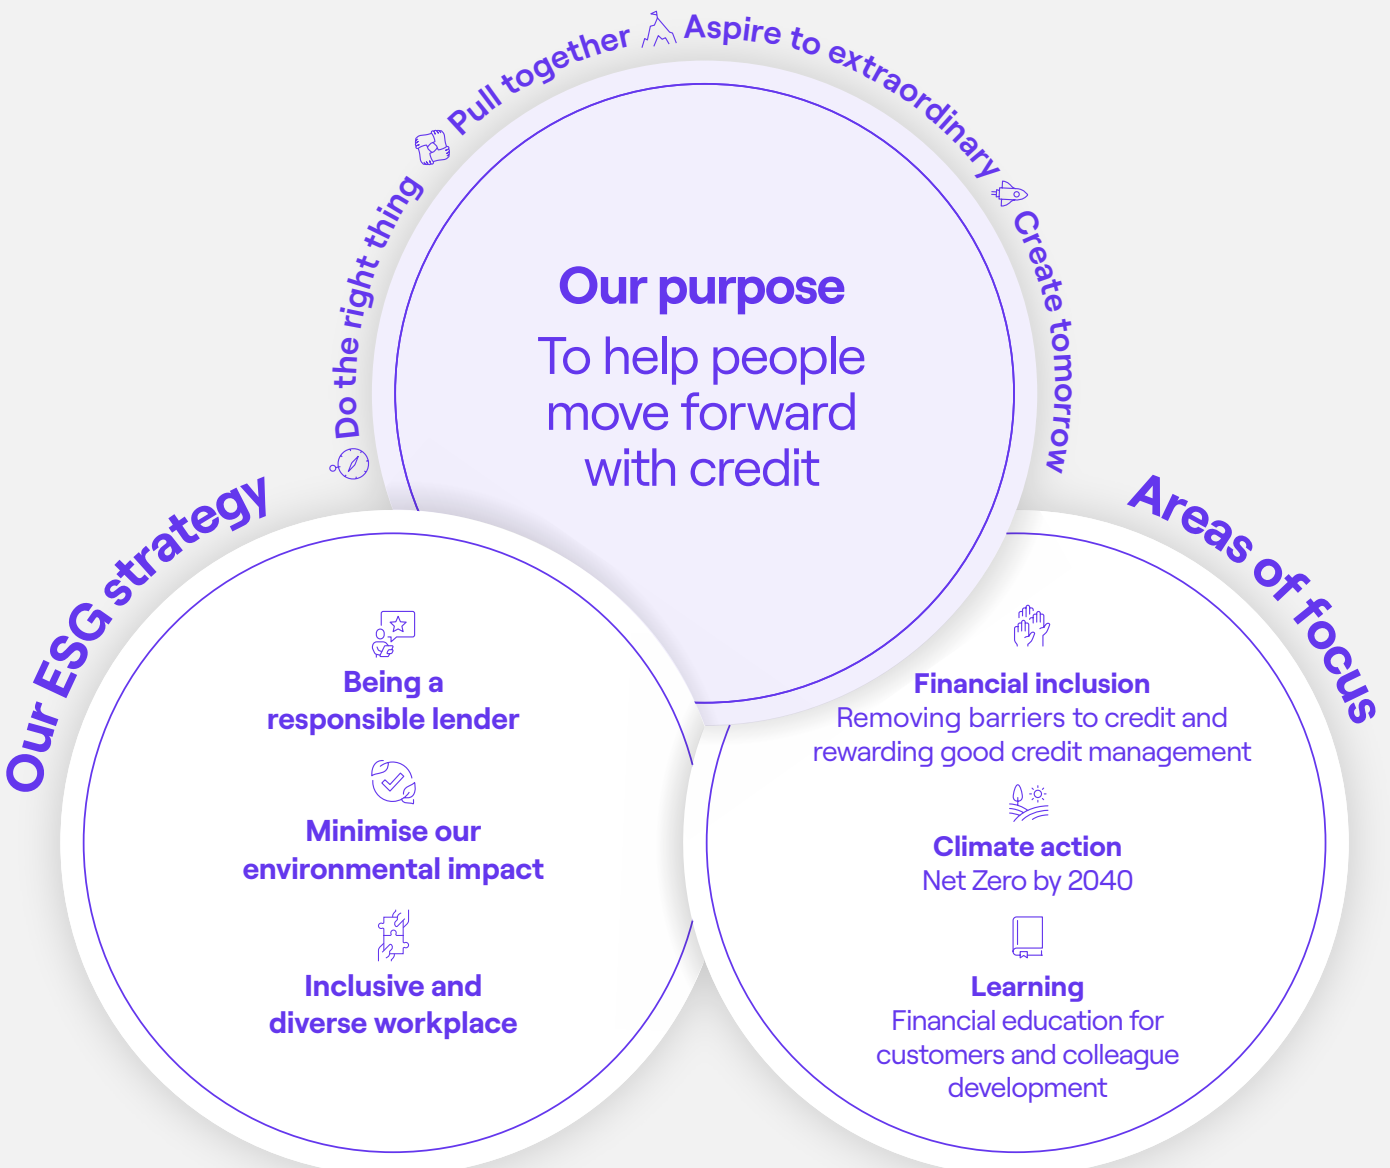 Do the right thing
Pull together
Aspire to extraordinary
Create tomorrow
Our purpose
To help people
move forward
with credit
Our ESG strategy
Being a
responsible lender
Minimise our
environmental impact
Inclusive and
diverse workplace
Areas of focus
Financial inclusion
Removing barriers to credit and
rewarding good credit management
Climate action
Net Zero by 2040
Learning
Financial education for
customers and colleague
development